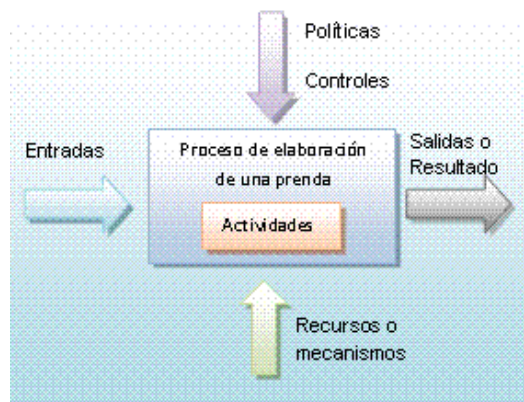 Políticas
Controles
Entradas
Proceso de elaboración
de una prenda
Actividades
Salidas o
Resultado
Recursos o
mecanismos